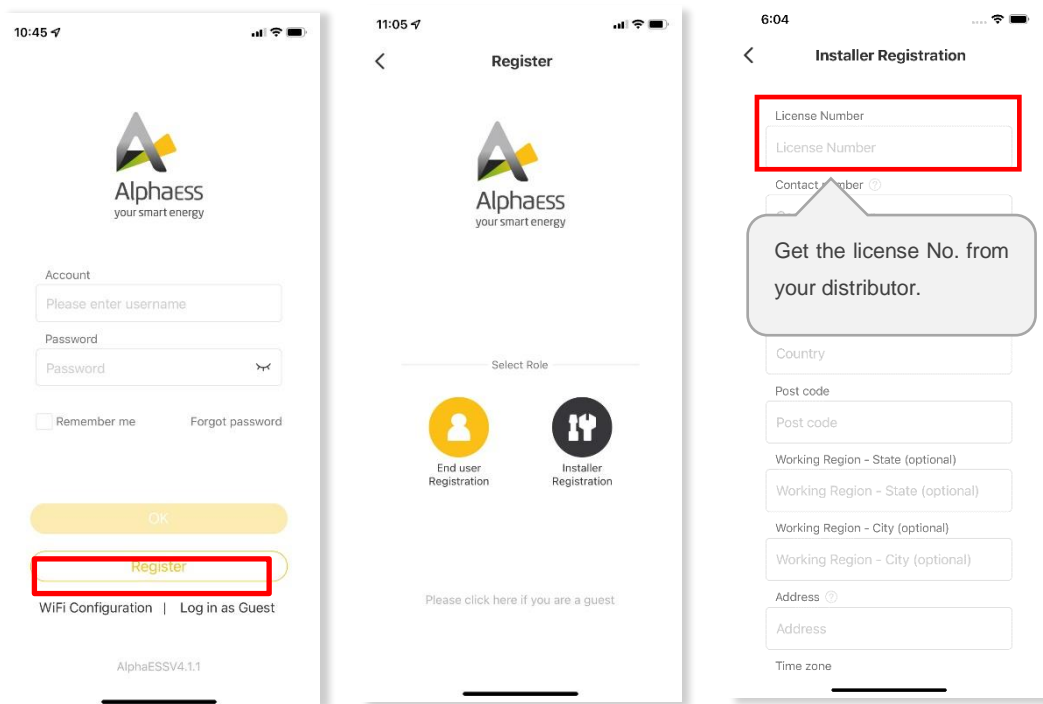 10:45
AlphaESS
your smart energy
Account
Please enter username
Password
Password
Remember me
Forgot password
OK
Register
WiFi Configuration | Log in as Guest
AlphaESSV4.1.1
11:05
Register
AlphaESS
your smart energy
Select Role
End user
Registration
Installer
Registration
Please click here if you are a guest
6:04
Installer Registration
License Number
License Number
Contact number
Get the license No. from
your distributor.
Country
Post code
Post code
Working Region - State (optional)
Working Region - State (optional)
Working Region - City (optional)
Working Region - City (optional)
Address
Address
Time zone